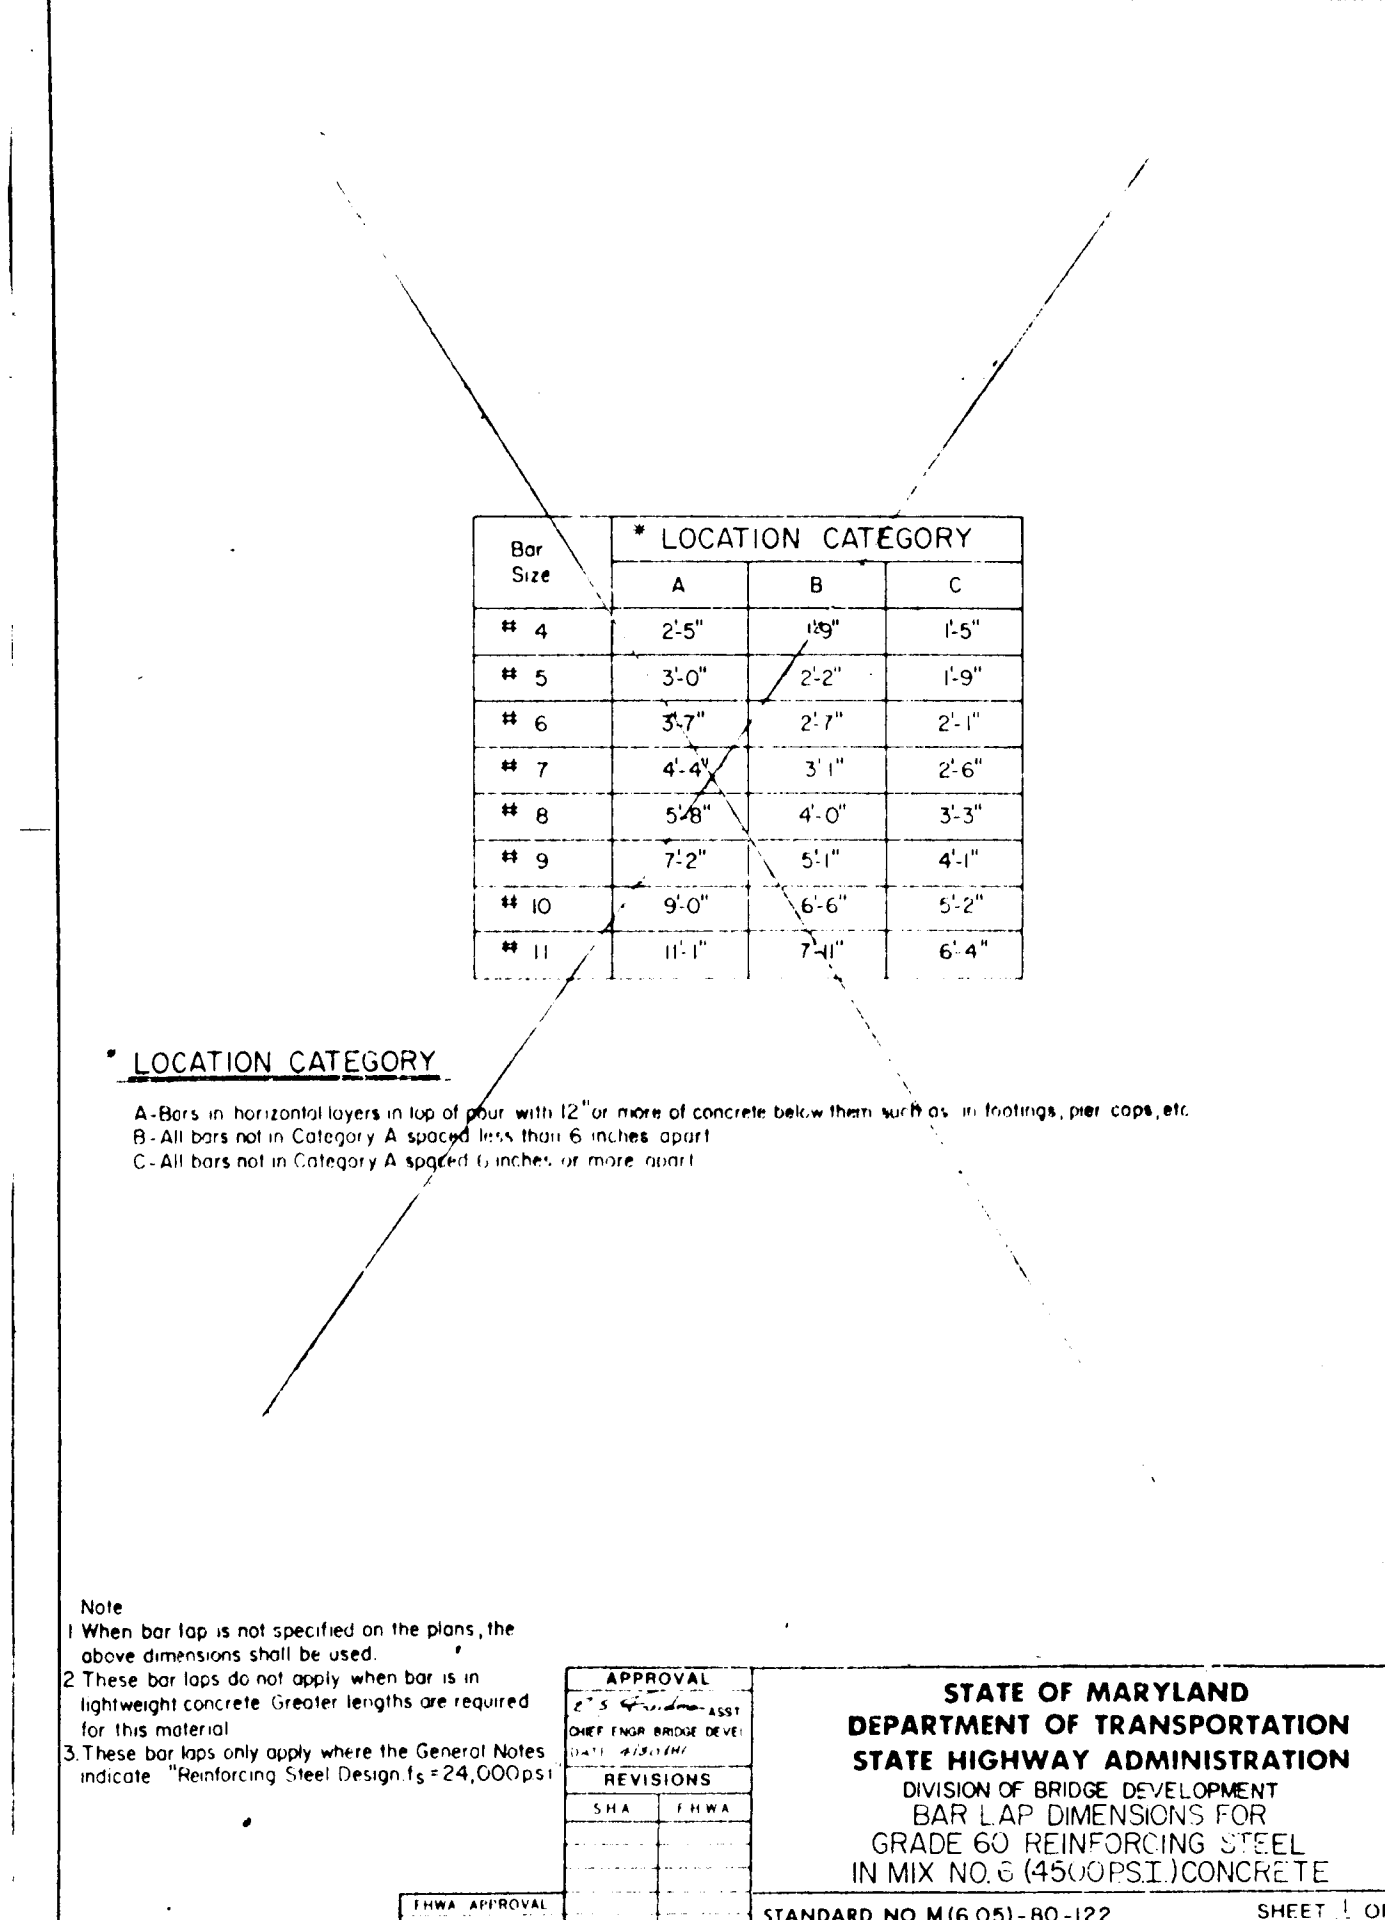 Bar Size
* LOCATION CATEGORY
A B C
# 4 2'-5" 1'-9" 1'-5"
# 5 3'-0" 2'-2" 1'-9"
# 6 3'-7" 2'-7" 2'-1"
# 7 4'-4" 3'1" 2'-6"
# 8 5'-8" 4'-0" 3'-3"
# 9 7'-2" 5'-1" 4'-1"
# 10 9'-0" 6'-6" 5'-2"
# 11 11'-1" 7'-11" 6'-4"
* LOCATION CATEGORY
A-Bars in horizontal layers in top of pour with 12" or more of concrete below them such as in footings, pier caps, etc
B-All bars not in Category A spaced less than 6 inches apart
C-All bars not in Category A spaced 6 inches or more apart
Note
1 When bar lap is not specified on the plans, the
above dimensions shall be used.
2 These bar laps do not apply when bar is in
lightweight concrete Greater lengths are required
for this material
3. These bar laps only apply where the General Notes
indicate "Reinforcing Steel Design fs = 24,000psi"
APPROVAL
ASST
CHIEF ENGR BRIDGE DEVEL
DATE
REVISIONS
SHA FHWA
FHWA APPROVAL
STATE OF MARYLAND
DEPARTMENT OF TRANSPORTATION
STATE HIGHWAY ADMINISTRATION
DIVISION OF BRIDGE DEVELOPMENT
BAR LAP DIMENSIONS FOR
GRADE 60 REINFORCING STEEL
IN MIX NO. 6 (4500 P.S.I.) CONCRETE
STANDARD NO M(6.05)-80-122 SHEET 1 OF